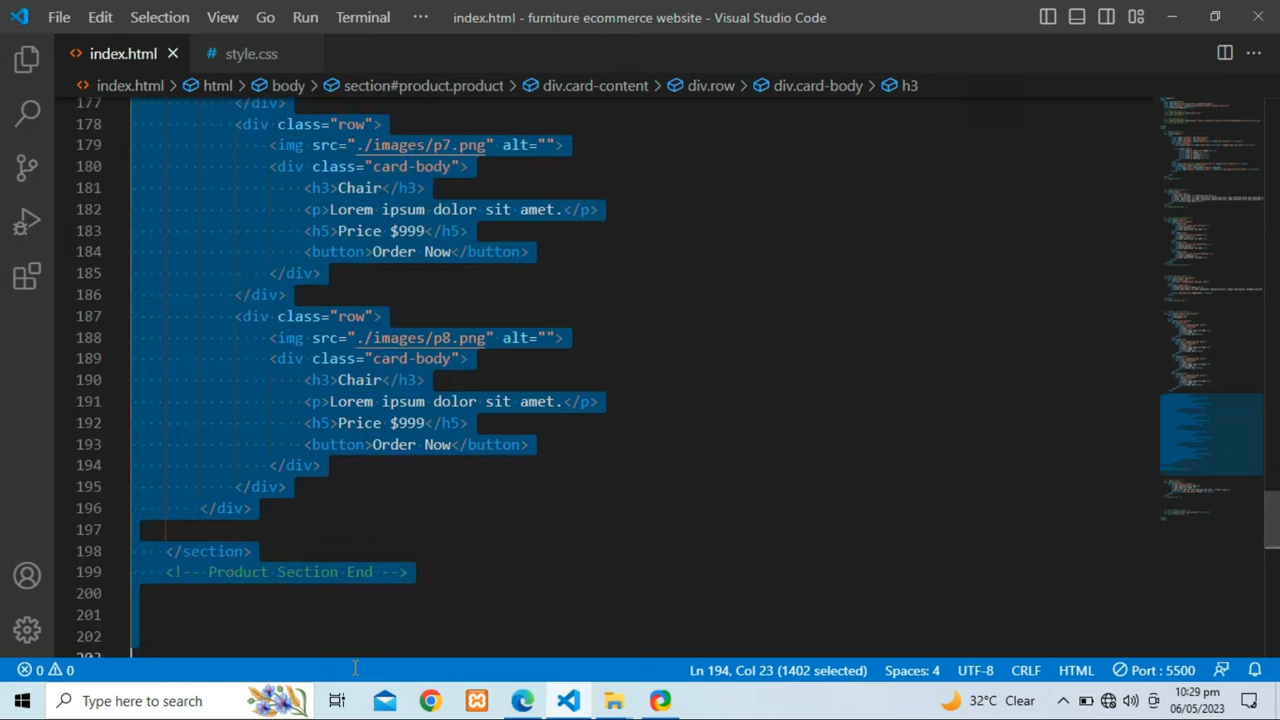 File Edit Selection View Go Run Terminal ··· index.html - furniture ecommerce website - Visual Studio Code
index.html
# style.css
index.html > html > body > section#product.product > div.card-content > div.row > div.card-body > h3
177 </div>
178 <div class="row">
179 <img src="./images/p7.png" alt="">
180 <div class="card-body">
181 <h3>Chair</h3>
182 <p>Lorem ipsum dolor sit amet.</p>
183 <h5>Price $999</h5>
184 <button>Order Now</button>
185 </div>
186 </div>
187 <div class="row">
188 <img src="./images/p8.png" alt="">
189 <div class="card-body">
190 <h3>Chair</h3>
191 <p>Lorem ipsum dolor sit amet.</p>
192 <h5>Price $999</h5>
193 <button>Order Now</button>
194 </div>
195 </div>
196 </div>
197
198 </section>
199 <!-- Product Section End -->
200
201
202
203
0 0 Ln 194, Col 23 (1402 selected) Spaces: 4 UTF-8 CRLF HTML Port : 5500
Type here to search
32°C Clear
10:29 pm
06/05/2023